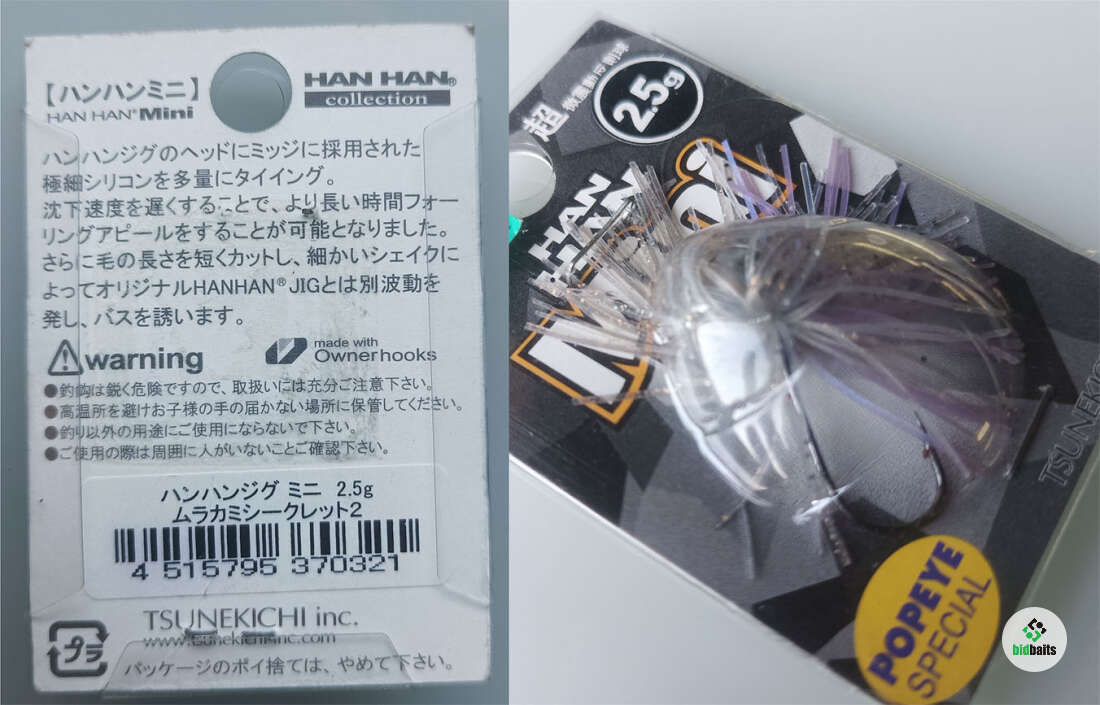 【ハンハンミニ】
HAN HAN® Mini
HAN HAN®
collection
ハンハンジグのヘッドにミッジに採用された
極細シリコンを多量にタイイング。
沈下速度を遅くすることで、より長い時間フォー
リングアピールをすることが可能となりました。
さらに毛の長さを短くカットし、細かいシェイクに
よってオリジナルHANHAN® JIGとは別波動を
発し、バスを誘います。
warning
made with
Ownerhooks
●釣鈎は鋭く危険ですので、取扱いには充分ご注意下さい。
●高温所を避けお子様の手の届かない場所に保管してください。
●釣り以外の用途にご使用にならないで下さい。
●ご使用の際は周囲に人がいないことご確認下さい。
ハンハンジグ ミニ 2.5g
ムラカミシークレット2
4 515795 370321
TSUNEKICHI inc.
www.tsunekichi-inc.com
プラ
パッケージのポイ捨ては、やめて下さい。
超
2.5g
HAN
HAN
TSUNEKIC
POPEYE
SPECIAL
bidbaits